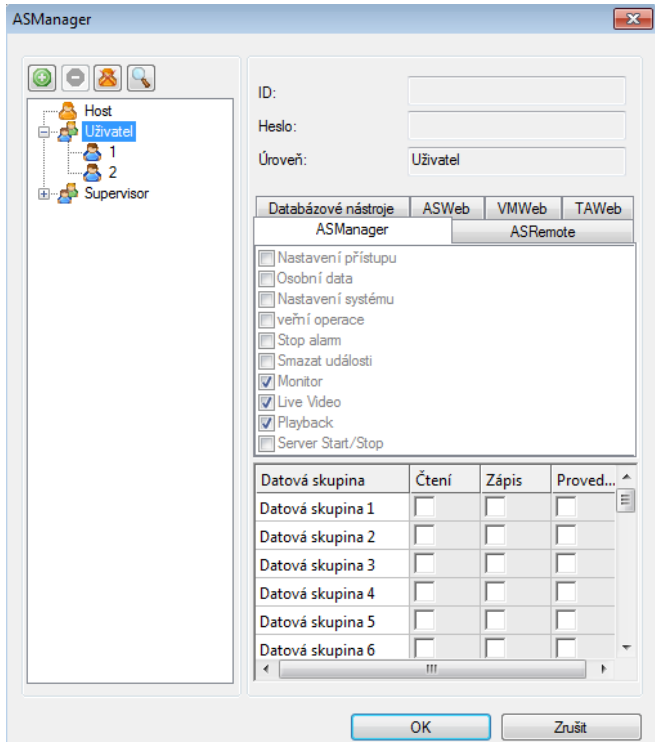 ASManager
Host
Uživatel
1
2
Supervisor
ID:
Heslo:
Úroveň: Uživatel
Databázové nástroje ASWeb VMWeb TAWeb
ASManager ASRemote
Nastavení přístupu
Osobní data
Nastavení systému
veřní operace
Stop alarm
Smazat události
Monitor
Live Video
Playback
Server Start/Stop
Datová skupina Čtení Zápis Proved...
Datová skupina 1
Datová skupina 2
Datová skupina 3
Datová skupina 4
Datová skupina 5
Datová skupina 6
OK Zrušit